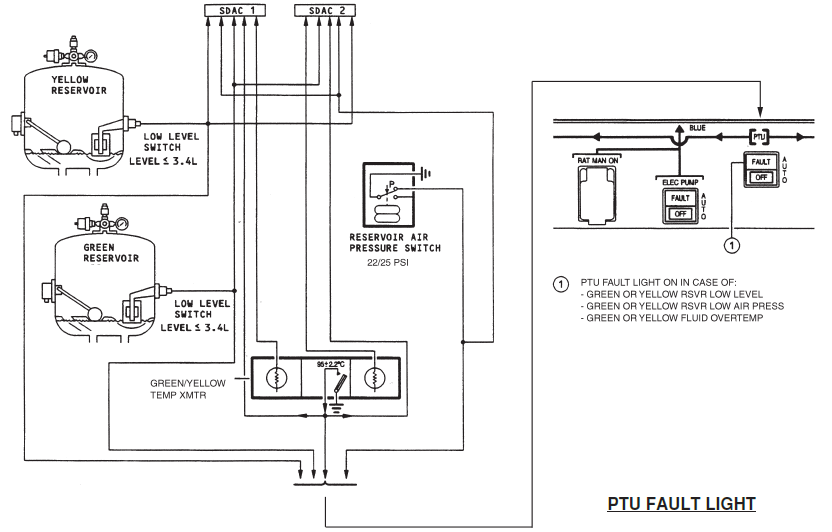 SDAC 1
SDAC 2
YELLOW
RESERVOIR
LOW LEVEL
SWITCH
LEVEL ≤ 3.4L
P
RESERVOIR AIR
PRESSURE SWITCH
22/25 PSI
GREEN
RESERVOIR
LOW LEVEL
SWITCH
LEVEL ≤ 3.4L
95±2.2°C
GREEN/YELLOW
TEMP XMTR
BLUE
PTU
RAT MAN ON
ELEC PUMP
FAULT
OFF
AUTO
FAULT
OFF
AUTO
1
1 PTU FAULT LIGHT ON IN CASE OF:
- GREEN OR YELLOW RSVR LOW LEVEL
- GREEN OR YELLOW RSVR LOW AIR PRESS
- GREEN OR YELLOW FLUID OVERTEMP
PTU FAULT LIGHT